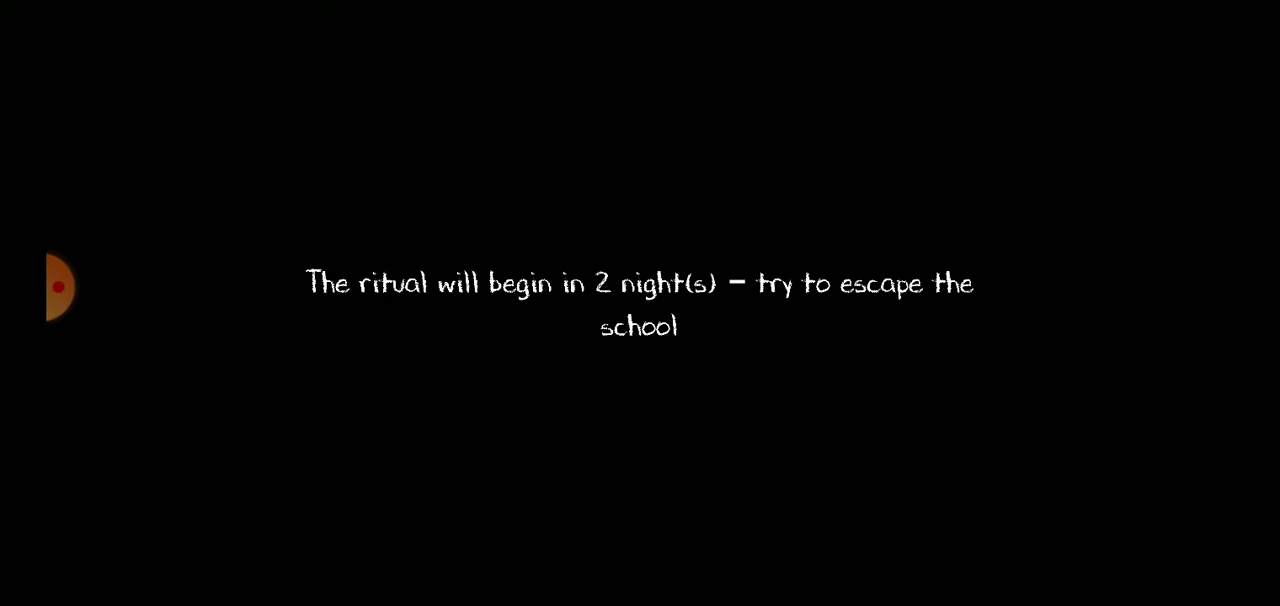 The ritual will begin in 2 night(s) - try to escape the
school